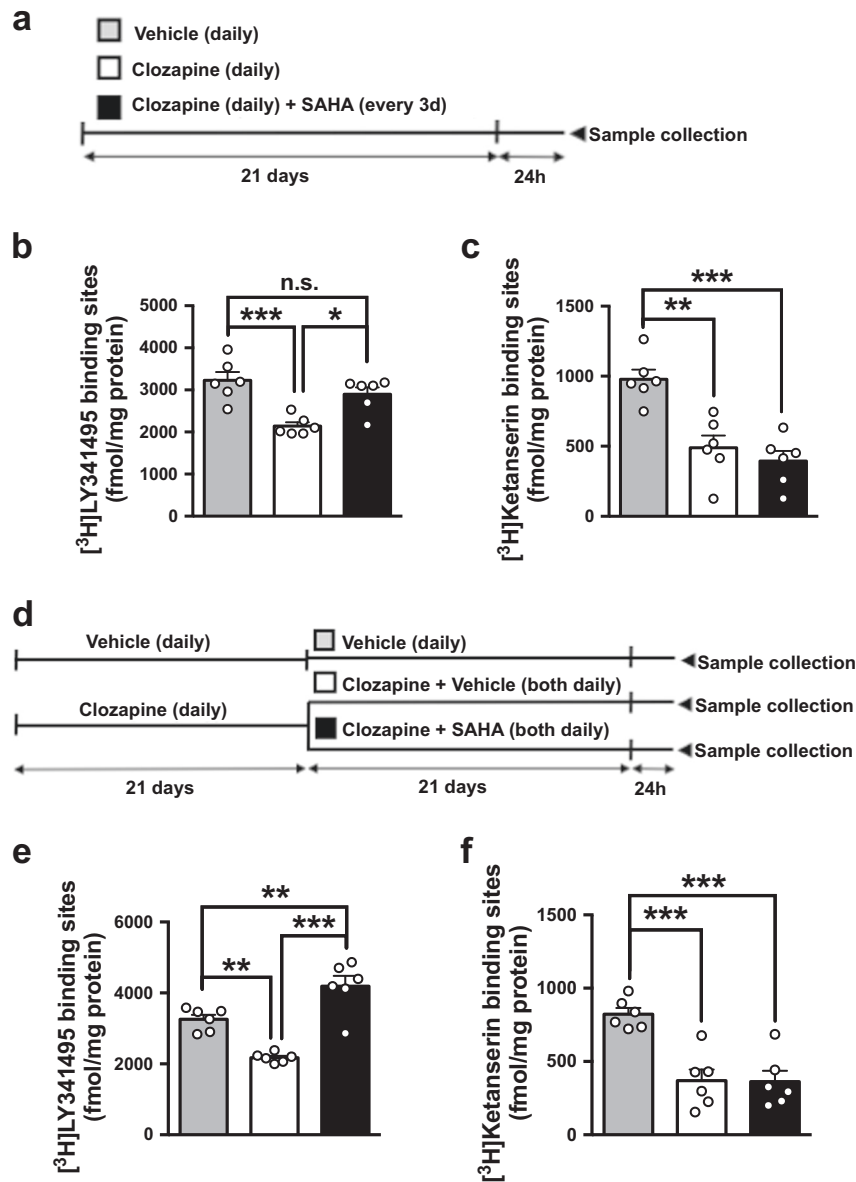 a
Vehicle (daily)
Clozapine (daily)
Clozapine (daily) + SAHA (every 3d)
Sample collection
21 days
24h
b
[³H]LY341495 binding sites
(fmol/mg protein)
5000
4000
3000
2000
1000
0
n.s.
***
*
c
[³H]Ketanserin binding sites
(fmol/mg protein)
1500
1000
500
0
***
**
d
Vehicle (daily)
Vehicle (daily)
Sample collection
Clozapine + Vehicle (both daily)
Clozapine (daily)
Sample collection
Clozapine + SAHA (both daily)
Sample collection
21 days
21 days
24h
e
[³H]LY341495 binding sites
(fmol/mg protein)
6000
4000
2000
0
**
***
**
f
[³H]Ketanserin binding sites
(fmol/mg protein)
1500
1000
500
0
***
***